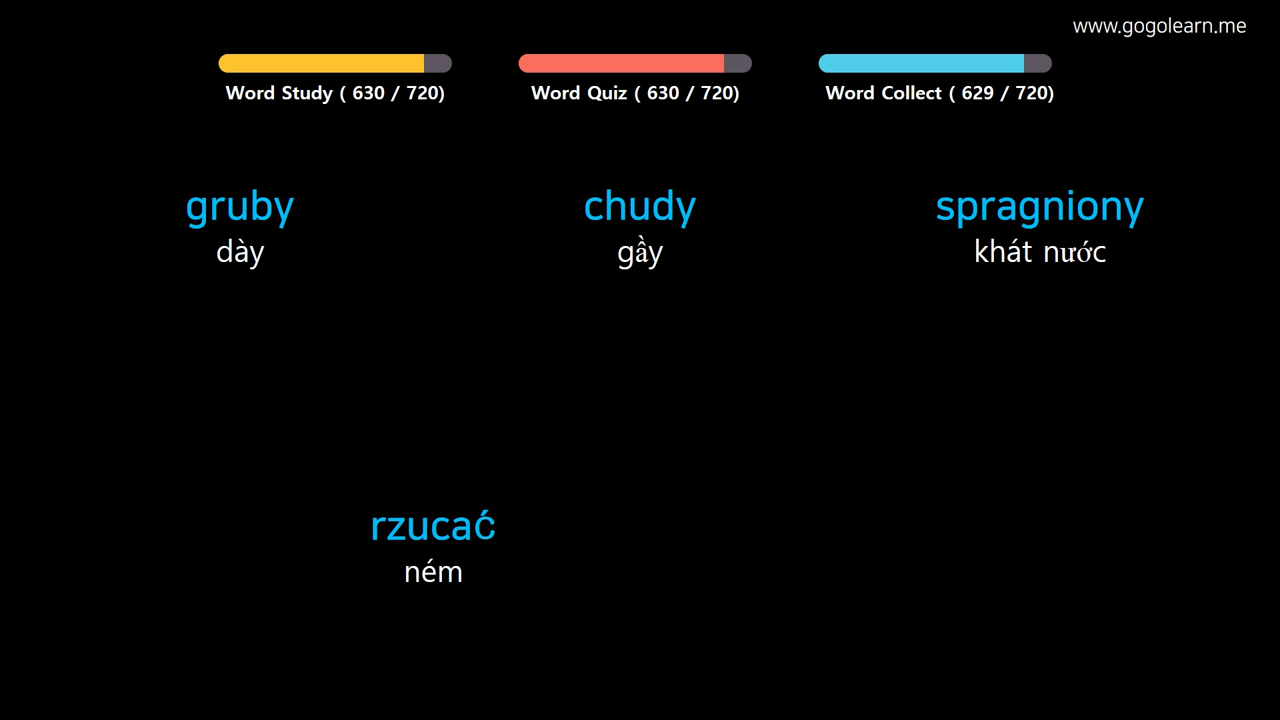 www.gogolearn.me
Word Study ( 630 / 720)
Word Quiz ( 630 / 720)
Word Collect ( 629 / 720)
gruby
dày
chudy
gầy
spragniony
khát nước
rzucać
ném